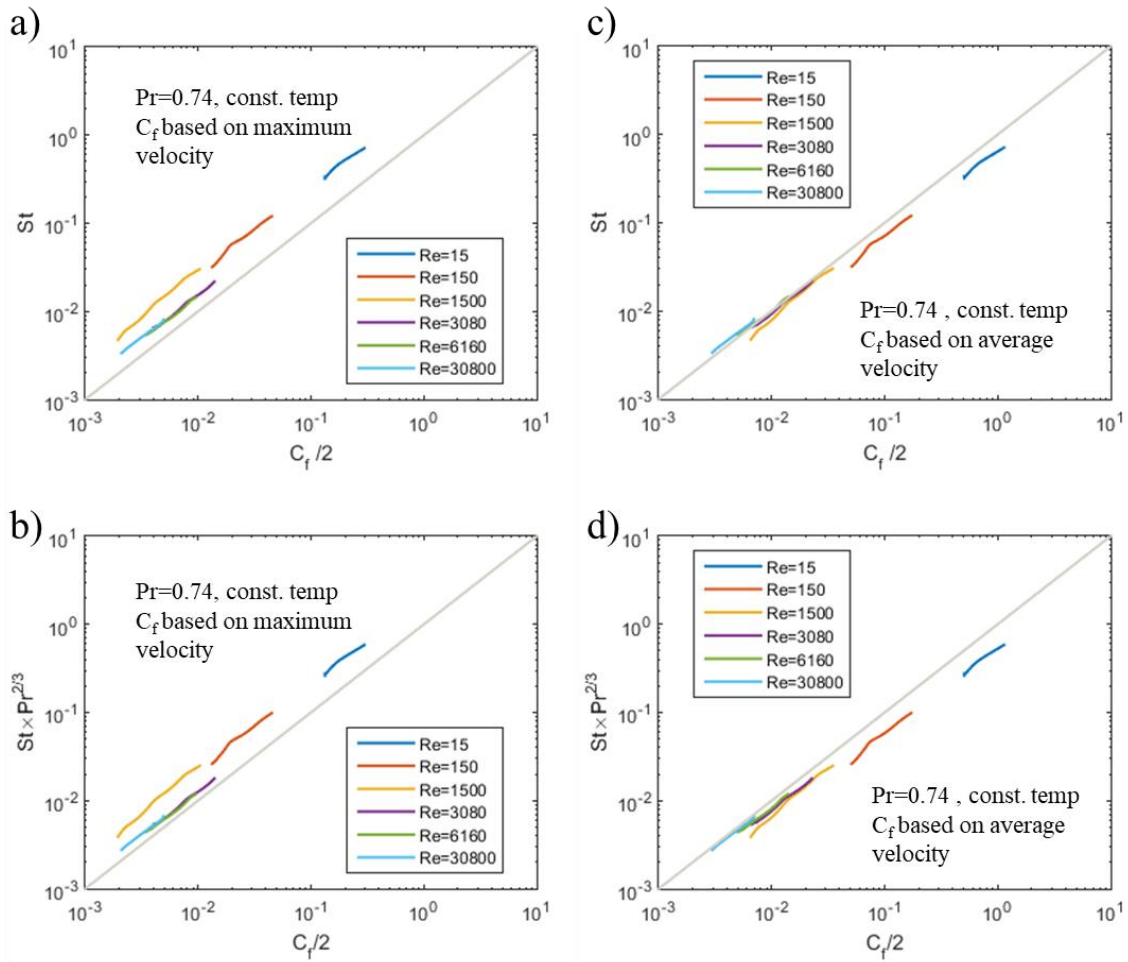 a)
10^1
10^0
10^-1
10^-2
10^-3
St
Pr=0.74, const. temp
C_f based on maximum
velocity
Re=15
Re=150
Re=1500
Re=3080
Re=6160
Re=30800
10^-3 10^-2 10^-1 10^0 10^1
C_f /2
c)
10^1
10^0
10^-1
10^-2
10^-3
St
Re=15
Re=150
Re=1500
Re=3080
Re=6160
Re=30800
Pr=0.74 , const. temp
C_f based on average
velocity
10^-3 10^-2 10^-1 10^0 10^1
C_f /2
b)
10^1
10^0
10^-1
10^-2
10^-3
St × Pr^2/3
Pr=0.74, const. temp
C_f based on maximum
velocity
Re=15
Re=150
Re=1500
Re=3080
Re=6160
Re=30800
10^-3 10^-2 10^-1 10^0 10^1
C_f/2
d)
10^1
10^0
10^-1
10^-2
10^-3
St × Pr^2/3
Re=15
Re=150
Re=1500
Re=3080
Re=6160
Re=30800
Pr=0.74 , const. temp
C_f based on average
velocity
10^-3 10^-2 10^-1 10^0 10^1
C_f/2